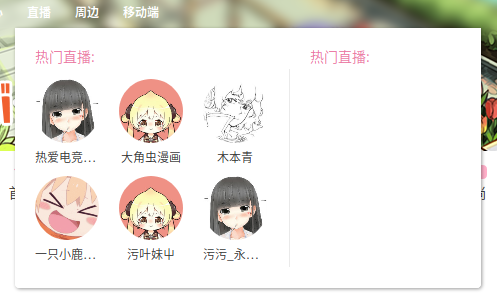 直播 周边 移动端
热门直播: 热门直播:
热爱电竞... 大角虫漫画 木本青
一只小鹿... 污叶妹中 污污_永...